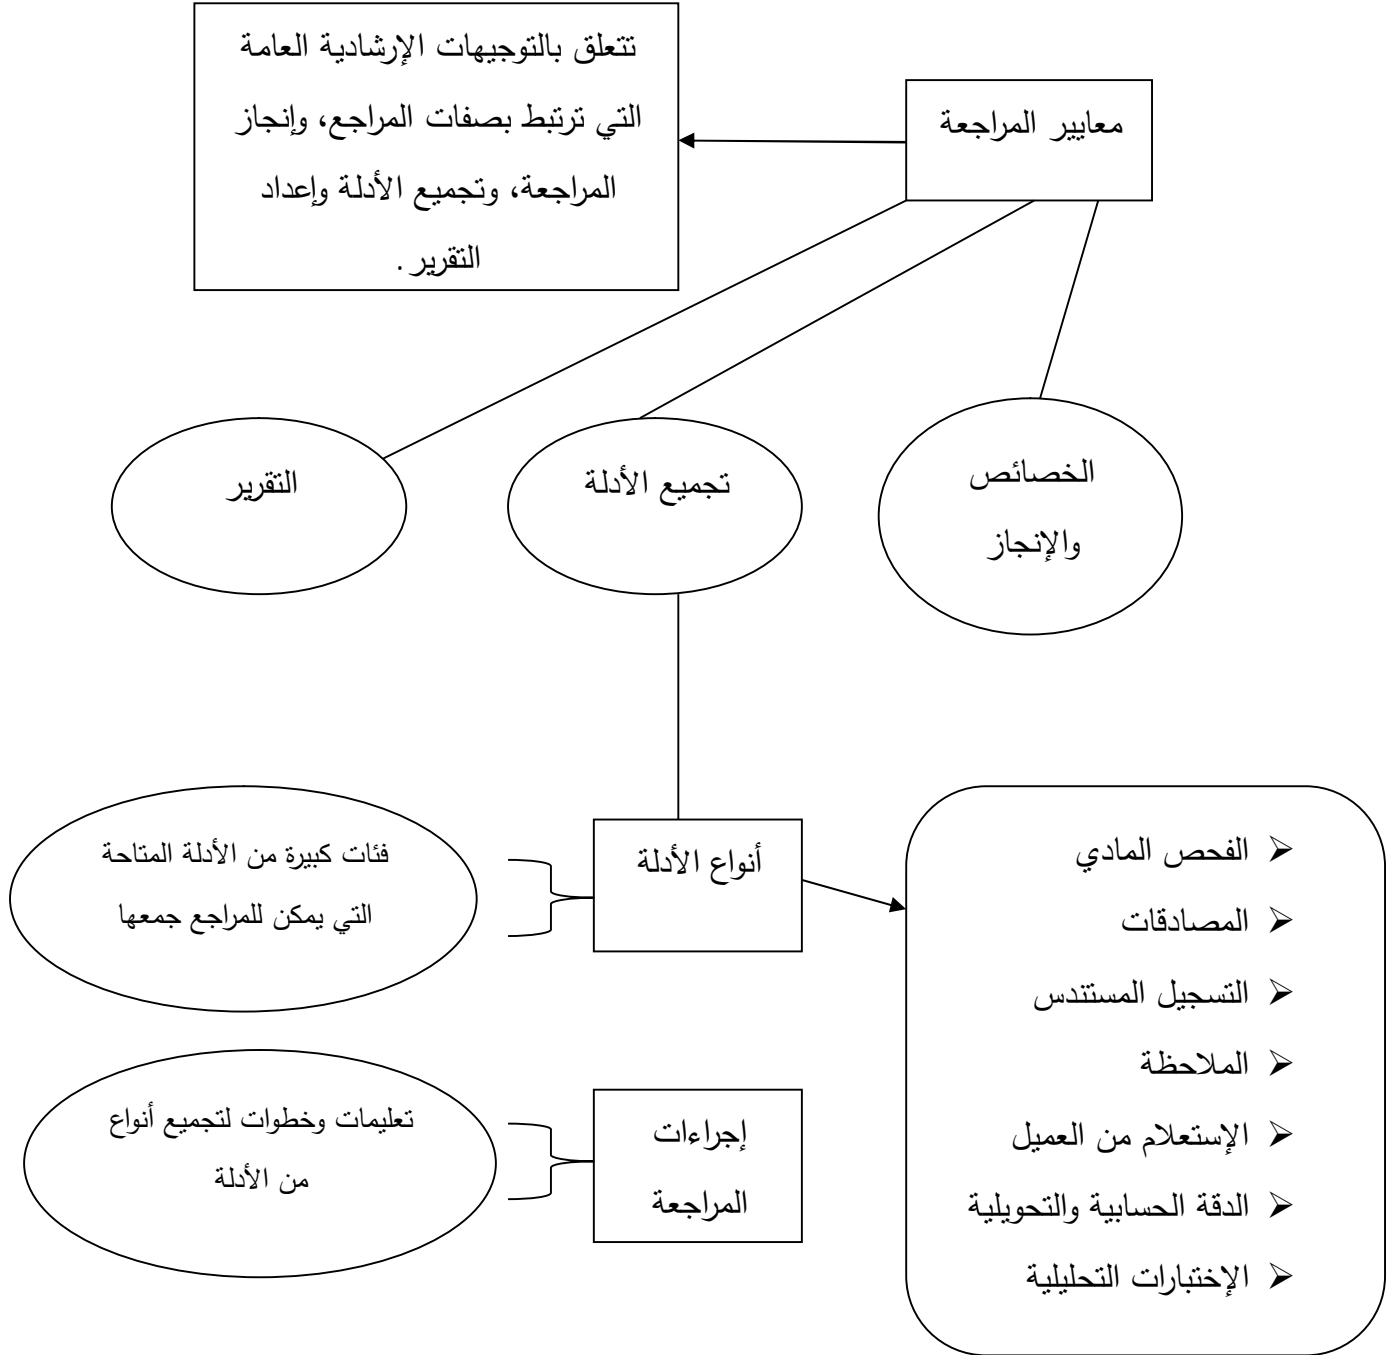 تتعلق بالتوجيهات الإرشادية العامة
التي ترتبط بصفات المراجع، وإنجاز
المراجعة، وتجميع الأدلة وإعداد
التقرير.
معايير المراجعة
الخصائص
والإنجاز
تجميع الأدلة
التقرير
أنواع الأدلة
فئات كبيرة من الأدلة المتاحة
التي يمكن للمراجع جمعها
⮚ الفحص المادي
⮚ المصادقات
⮚ التسجيل المستندس
⮚ الملاحظة
⮚ الإستعلام من العميل
⮚ الدقة الحسابية والتحويلية
⮚ الإختبارات التحليلية
إجراءات
المراجعة
تعليمات وخطوات لتجميع أنواع
من الأدلة